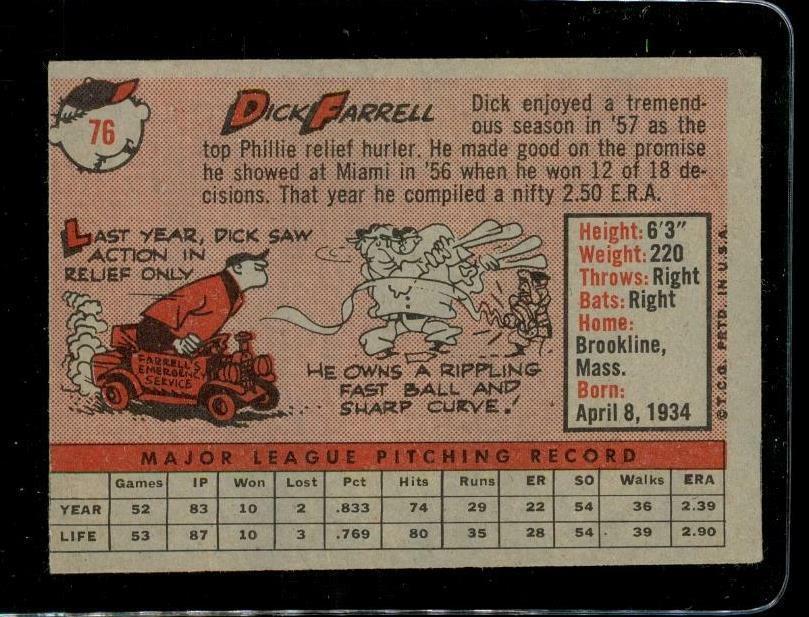 76
DICK FARRELL
Dick enjoyed a tremend-
ous season in '57 as the
top Phillie relief hurler. He made good on the promise
he showed at Miami in '56 when he won 12 of 18 de-
cisions. That year he compiled a nifty 2.50 E.R.A.
LAST YEAR, DICK SAW
ACTION IN
RELIEF ONLY
FARRELL'S
EMERGENCY
SERVICE
HE OWNS A RIPPLING
FAST BALL AND
SHARP CURVE!
Height: 6'3"
Weight: 220
Throws: Right
Bats: Right
Home:
Brookline,
Mass.
Born:
April 8, 1934
© T.C.G. PRTD. IN U.S.A.
MAJOR LEAGUE PITCHING RECORD
Games IP Won Lost Pct Hits Runs ER SO Walks ERA
YEAR 52 83 10 2 .833 74 29 22 54 36 2.39
LIFE 53 87 10 3 .769 80 35 28 54 39 2.90